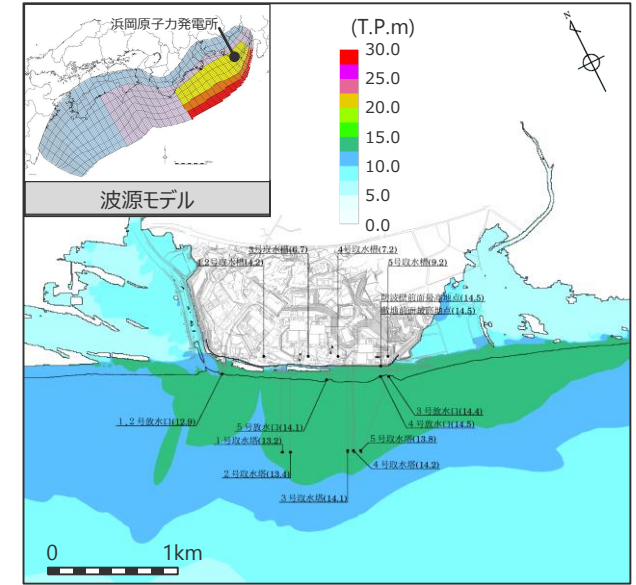 浜岡原子力発電所
波源モデル
N
(T.P.m)
30.0
25.0
20.0
15.0
10.0
5.0
0.0
3号取水槽(6.7)
4号取水槽(7.2)
1,2号取水槽(4.2)
5号取水槽(9.2)
防波壁前面最高地点(14.5)
敷地前面最高地点(14.5)
1,2号放水口(12.9)
5号放水口(14.1)
3号放水口(14.4)
4号放水口(14.5)
1号取水塔(13.2)
5号取水塔(13.8)
2号取水塔(13.4)
4号取水塔(14.2)
3号取水塔(14.1)
0 1km